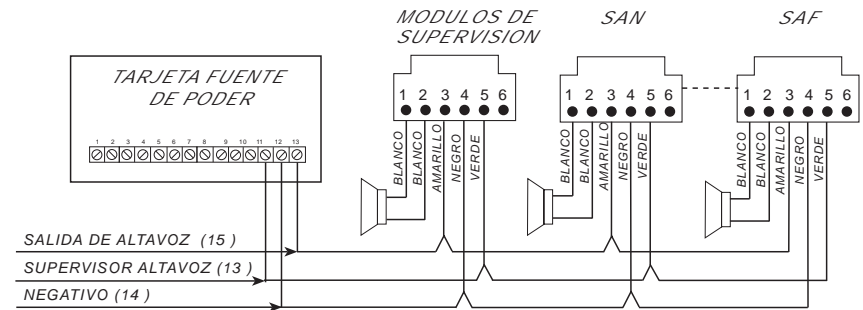 MODULOS DE
SUPERVISION
SAN
SAF
TARJETA FUENTE
DE PODER
1 2 3 4 5 6
1 2 3 4 5 6
1 2 3 4 5 6
1 2 3 4 5 6 7 8 9 10 11 12 13
BLANCO
BLANCO
AMARILLO
NEGRO
VERDE
BLANCO
BLANCO
AMARILLO
NEGRO
VERDE
BLANCO
BLANCO
AMARILLO
NEGRO
VERDE
SALIDA DE ALTAVOZ (15 )
SUPERVISOR ALTAVOZ (13 )
NEGATIVO (14 )